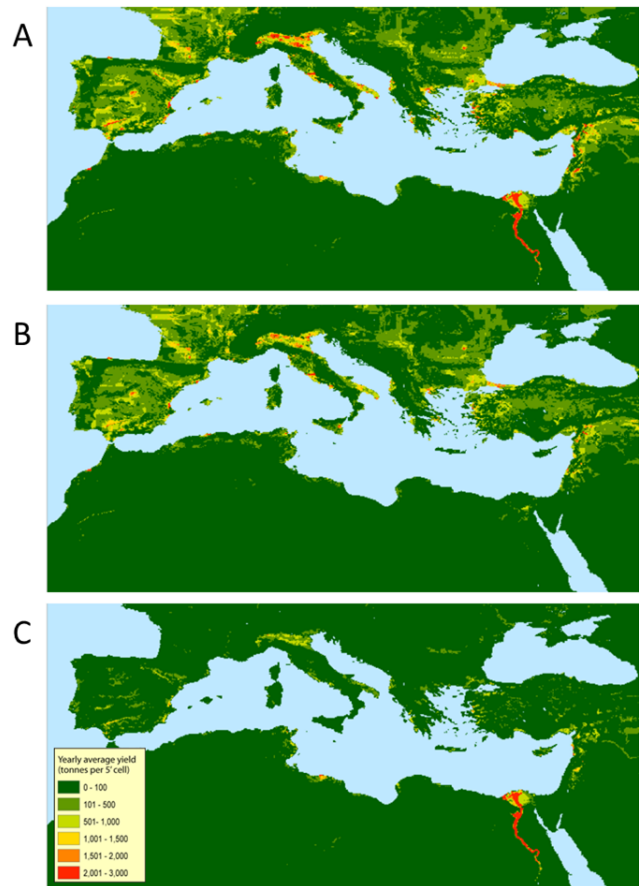 A
B
C
Yearly average yield
(tonnes per 5' cell)
0 - 100
101 - 500
501- 1,000
1,001 - 1,500
1,501 - 2,000
2,001 - 3,000